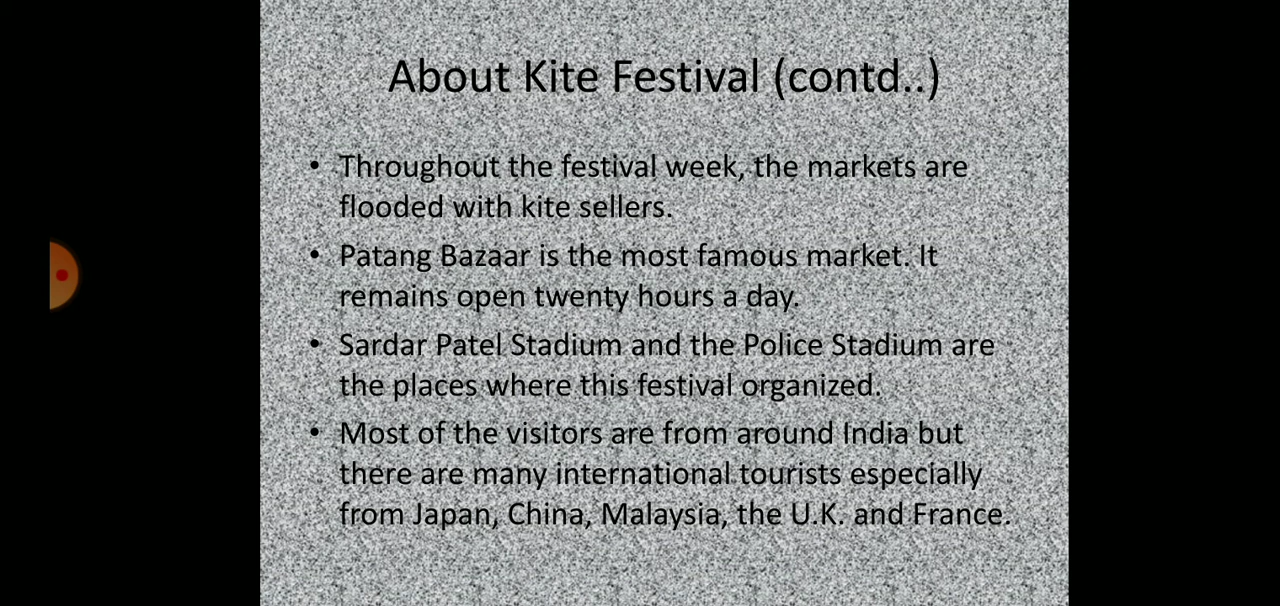 About Kite Festival (contd..)
• Throughout the festival week, the markets are
flooded with kite sellers.
• Patang Bazaar is the most famous market. It
remains open twenty hours a day.
• Sardar Patel Stadium and the Police Stadium are
the places where this festival organized.
• Most of the visitors are from around India but
there are many international tourists especially
from Japan, China, Malaysia, the U.K. and France.